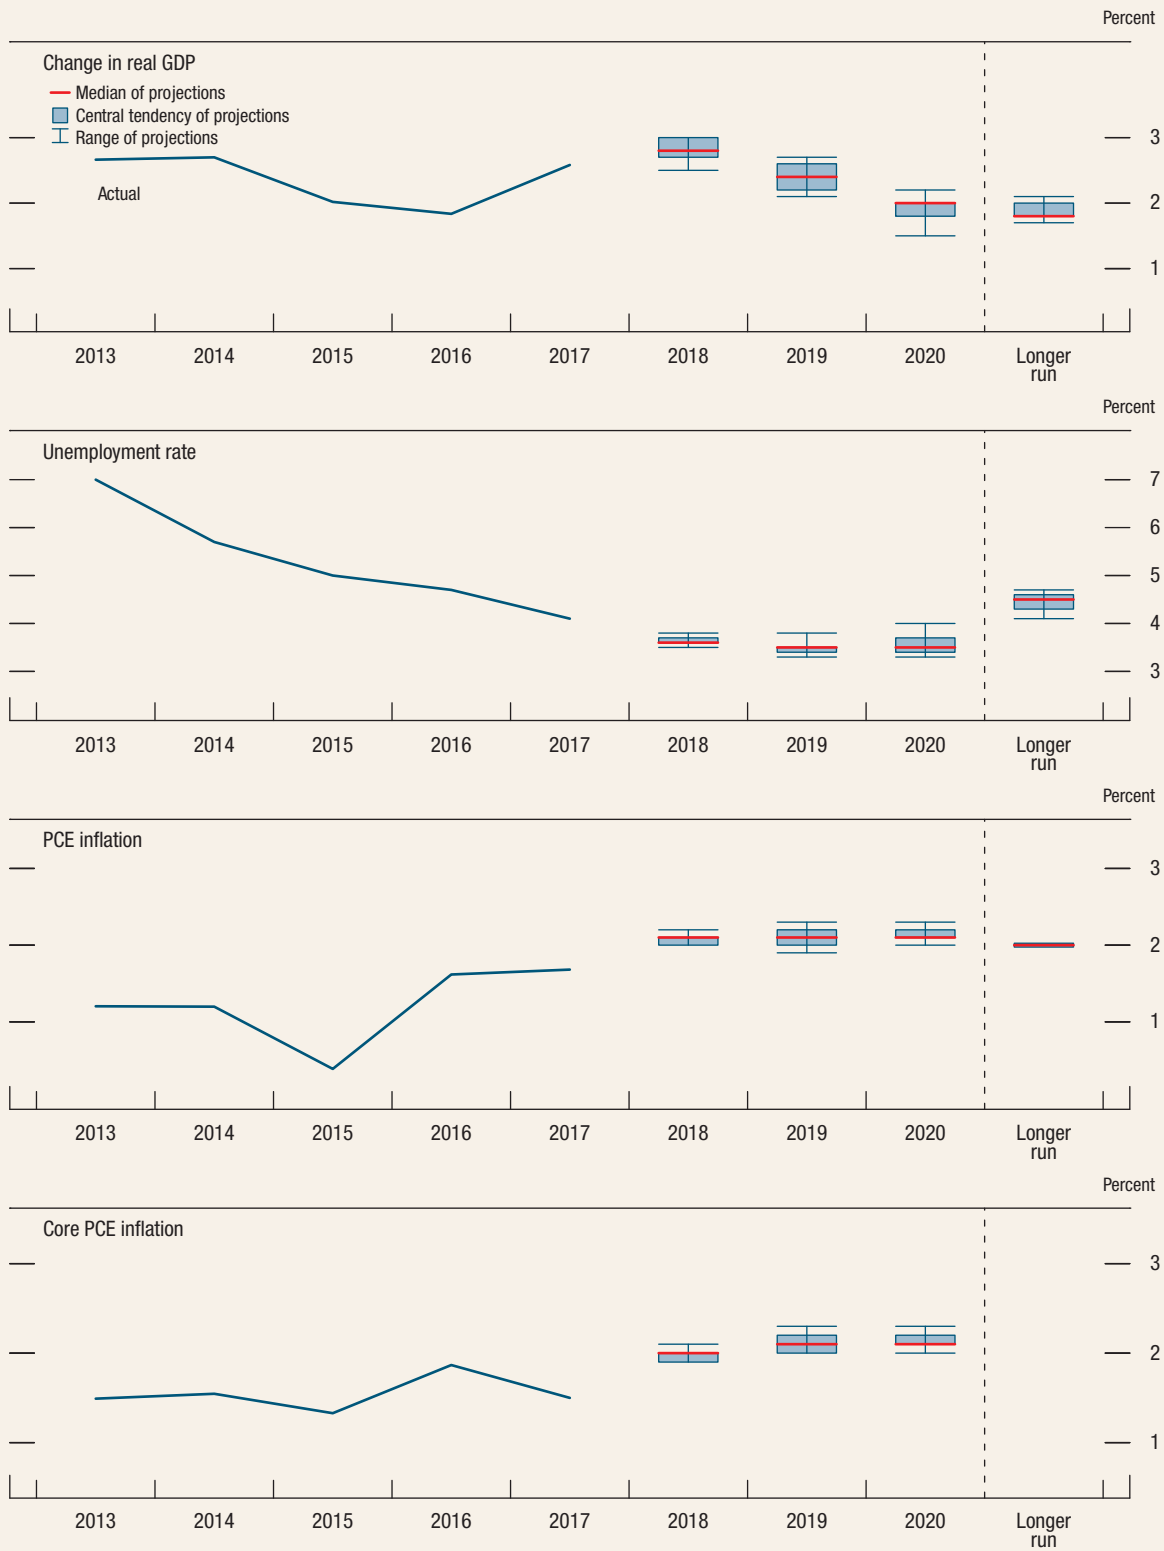 Percent
Change in real GDP
Median of projections
Central tendency of projections
Range of projections
Actual
3
2
1
2013 2014 2015 2016 2017 2018 2019 2020 Longer
run
Percent
Unemployment rate
7
6
5
4
3
2013 2014 2015 2016 2017 2018 2019 2020 Longer
run
Percent
PCE inflation
3
2
1
2013 2014 2015 2016 2017 2018 2019 2020 Longer
run
Percent
Core PCE inflation
3
2
1
2013 2014 2015 2016 2017 2018 2019 2020 Longer
run